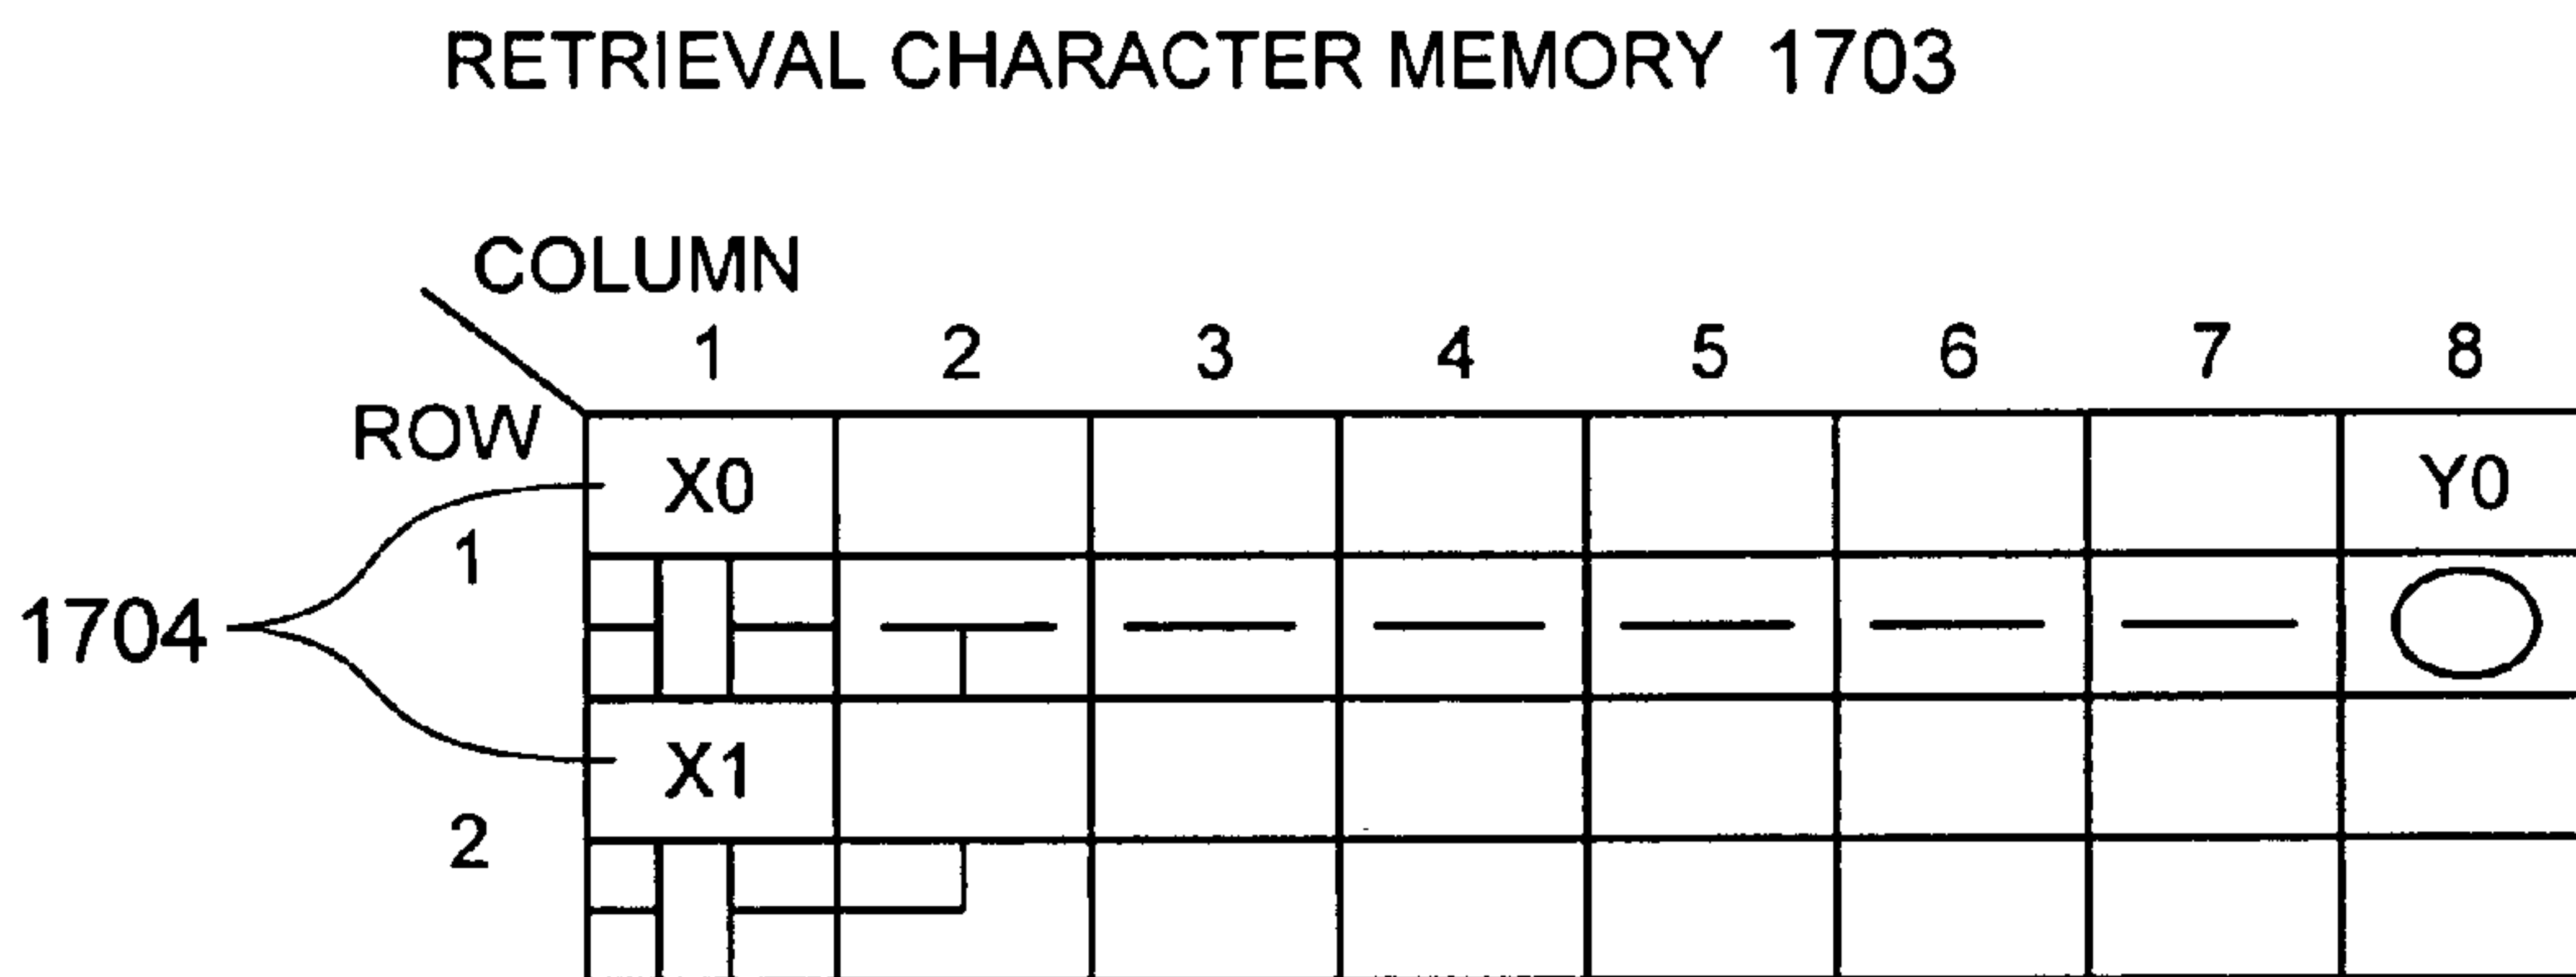 RETRIEVAL CHARACTER MEMORY 1703
COLUMN
1 2 3 4 5 6 7 8
ROW
X0 Y0
1
1704
X1
2